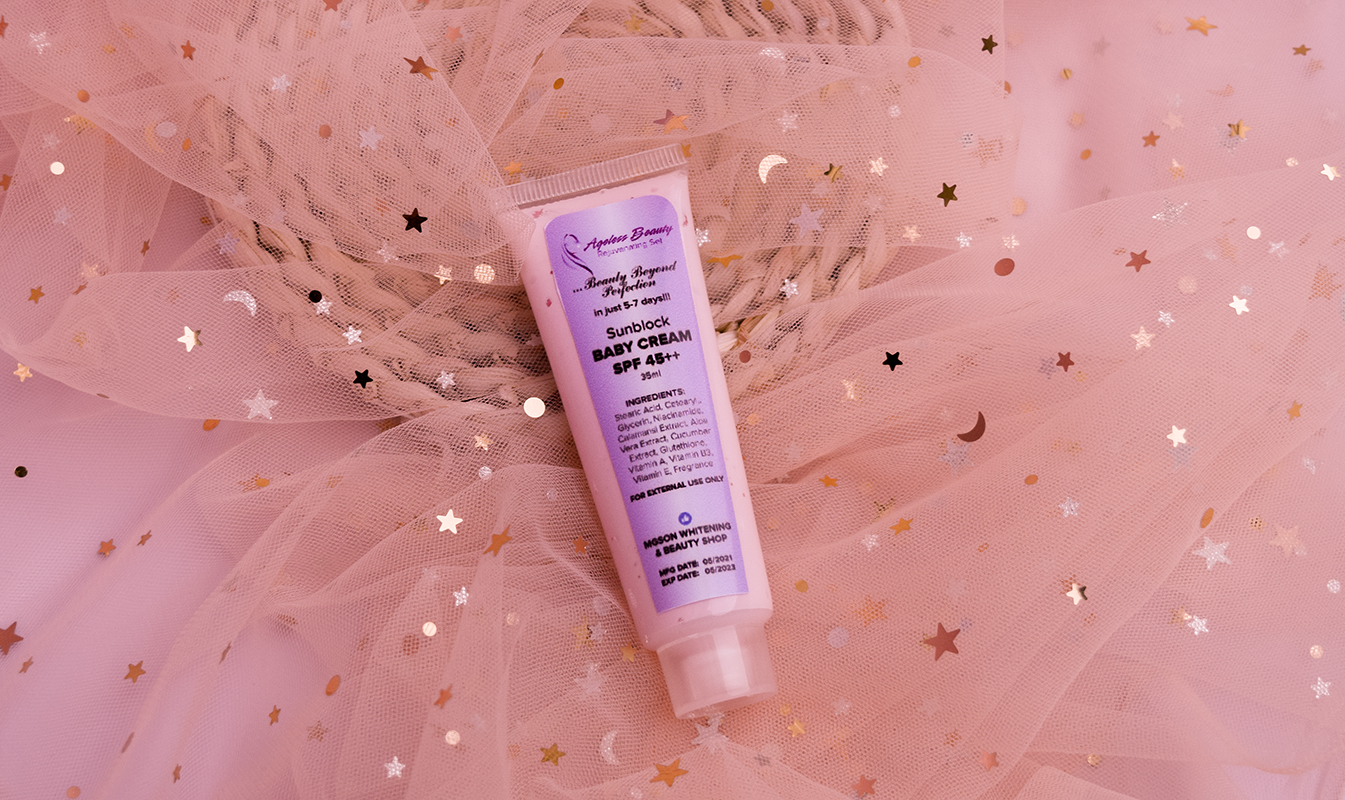 Ageless Beauty
Rejuvenating Set
...Beauty Beyond
Perfection
in just 5-7 days!!!
Sunblock
BABY CREAM
SPF 45++
35ml
INGREDIENTS:
Stearic Acid, Cetearyl,
Glycerin, Niacinamide,
Calamansi Extract, Aloe
Vera Extract, Cucumber
Extract, Glutathione,
Vitamin A, Vitamin B3,
Vitamin E, Fragrance
FOR EXTERNAL USE ONLY
MGSON WHITENING
& BEAUTY SHOP
MFG DATE: 05/2021
EXP DATE: 05/2023